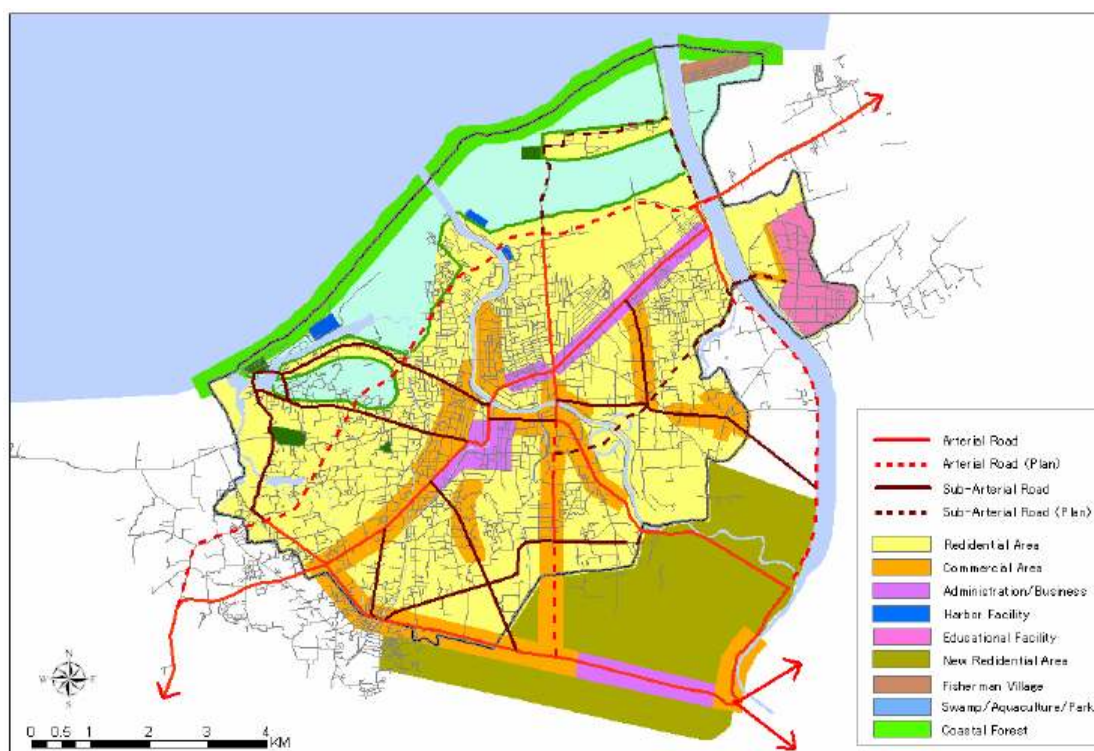 Arterial Road
Arterial Road (Plan)
Sub-Arterial Road
Sub-Arterial Road (Plan)
Redidential Area
Commercial Area
Administration/Business
Harbor Facility
Educational Facility
New Redidential Area
Fisherman Village
Swamp/Aquaculture/Park
Coastal Forest
N
W E
S
0 0.5 1 2 3 4
KM